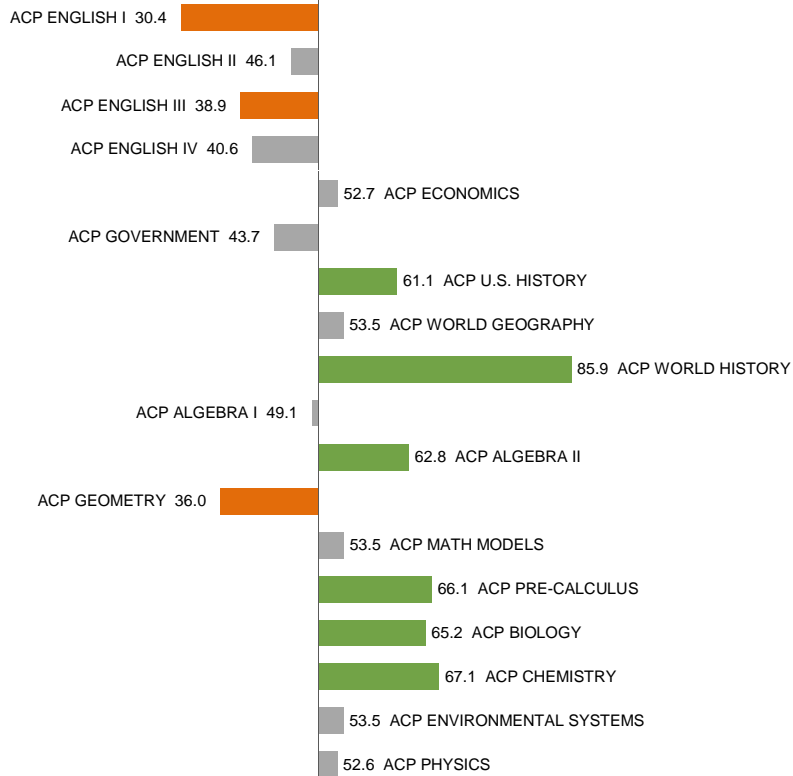 ACP ENGLISH I 30.4
ACP ENGLISH II 46.1
ACP ENGLISH III 38.9
ACP ENGLISH IV 40.6
52.7 ACP ECONOMICS
ACP GOVERNMENT 43.7
61.1 ACP U.S. HISTORY
53.5 ACP WORLD GEOGRAPHY
85.9 ACP WORLD HISTORY
ACP ALGEBRA I 49.1
62.8 ACP ALGEBRA II
ACP GEOMETRY 36.0
53.5 ACP MATH MODELS
66.1 ACP PRE-CALCULUS
65.2 ACP BIOLOGY
67.1 ACP CHEMISTRY
53.5 ACP ENVIRONMENTAL SYSTEMS
52.6 ACP PHYSICS